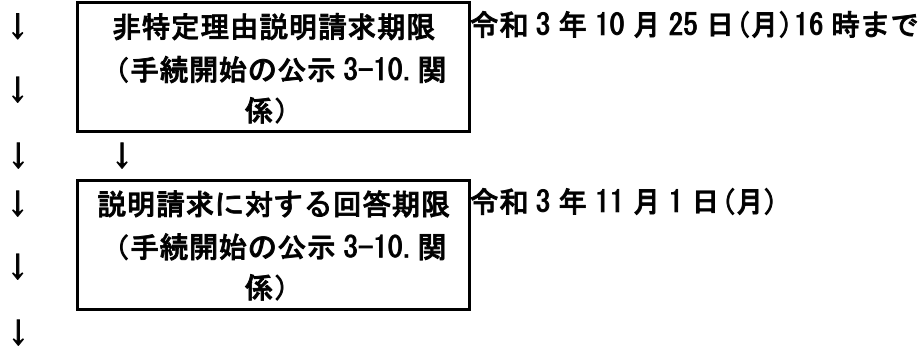 ↓ 非特定理由説明請求期限 令和3年10月25日(月)16時まで
(手続開始の公示 3-10.関
↓
係)
↓ ↓
↓ 説明請求に対する回答期限 令和3年11月1日(月)
(手続開始の公示 3-10.関
↓
係)
↓